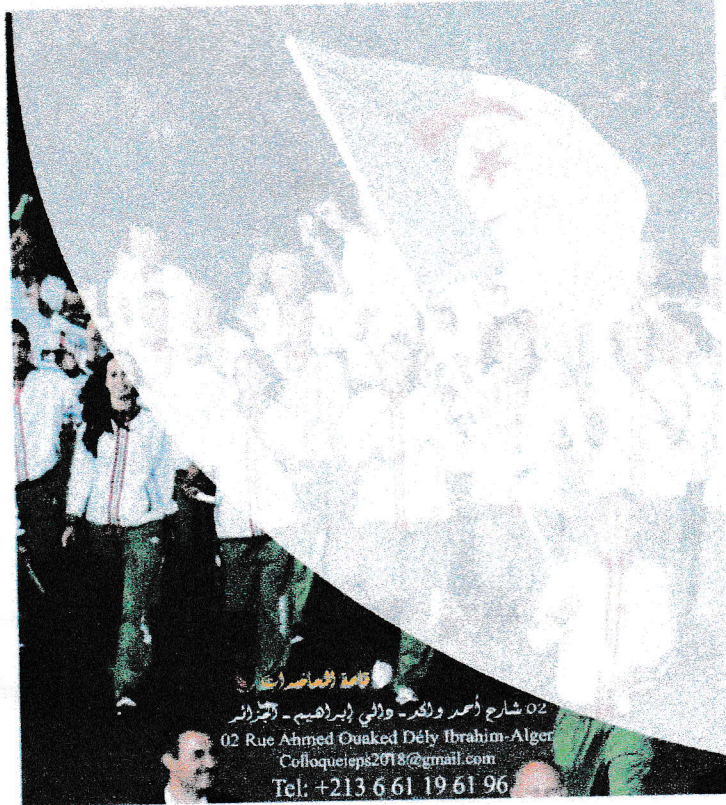 قاعة المحاضرات
02 شارع أحمد واكد - دالي إبراهيم - الجزائر
02 Rue Ahmed Ouaked Dély Ibrahim-Alger
Colloqueieps2018@gmail.com
Tel: +213 6 61 19 61 96